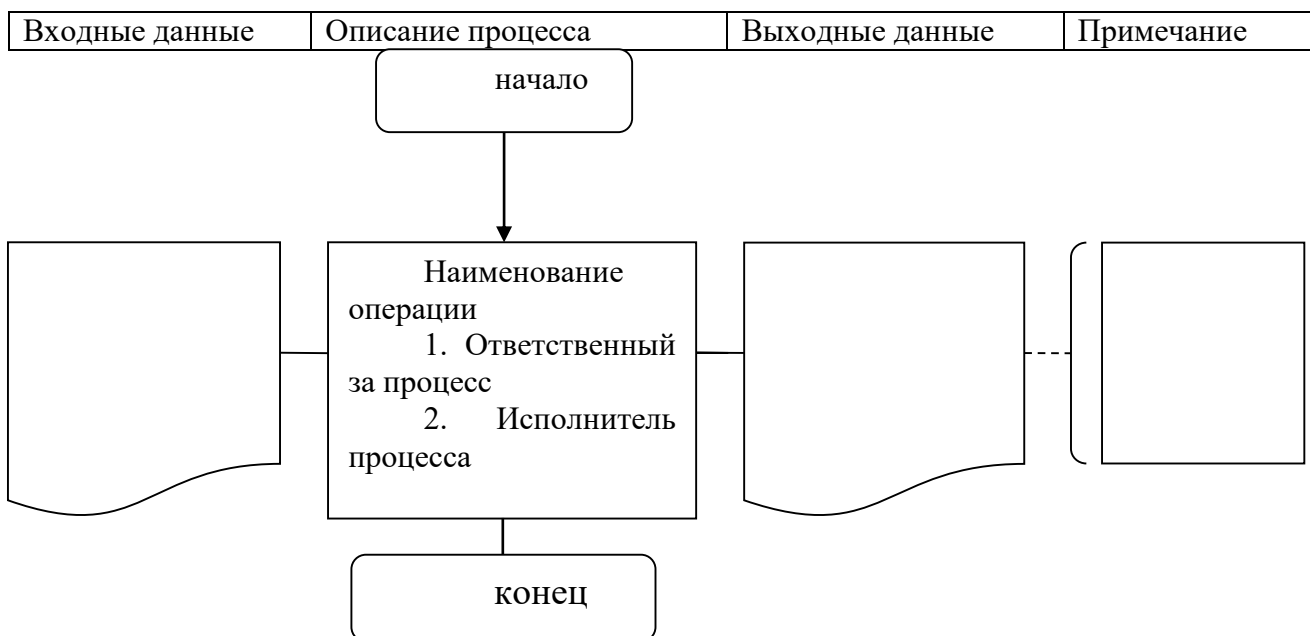 Входные данные Описание процесса Выходные данные Примечание
начало
Наименование
операции
1. Ответственный
за процесс
2. Исполнитель
процесса
конец